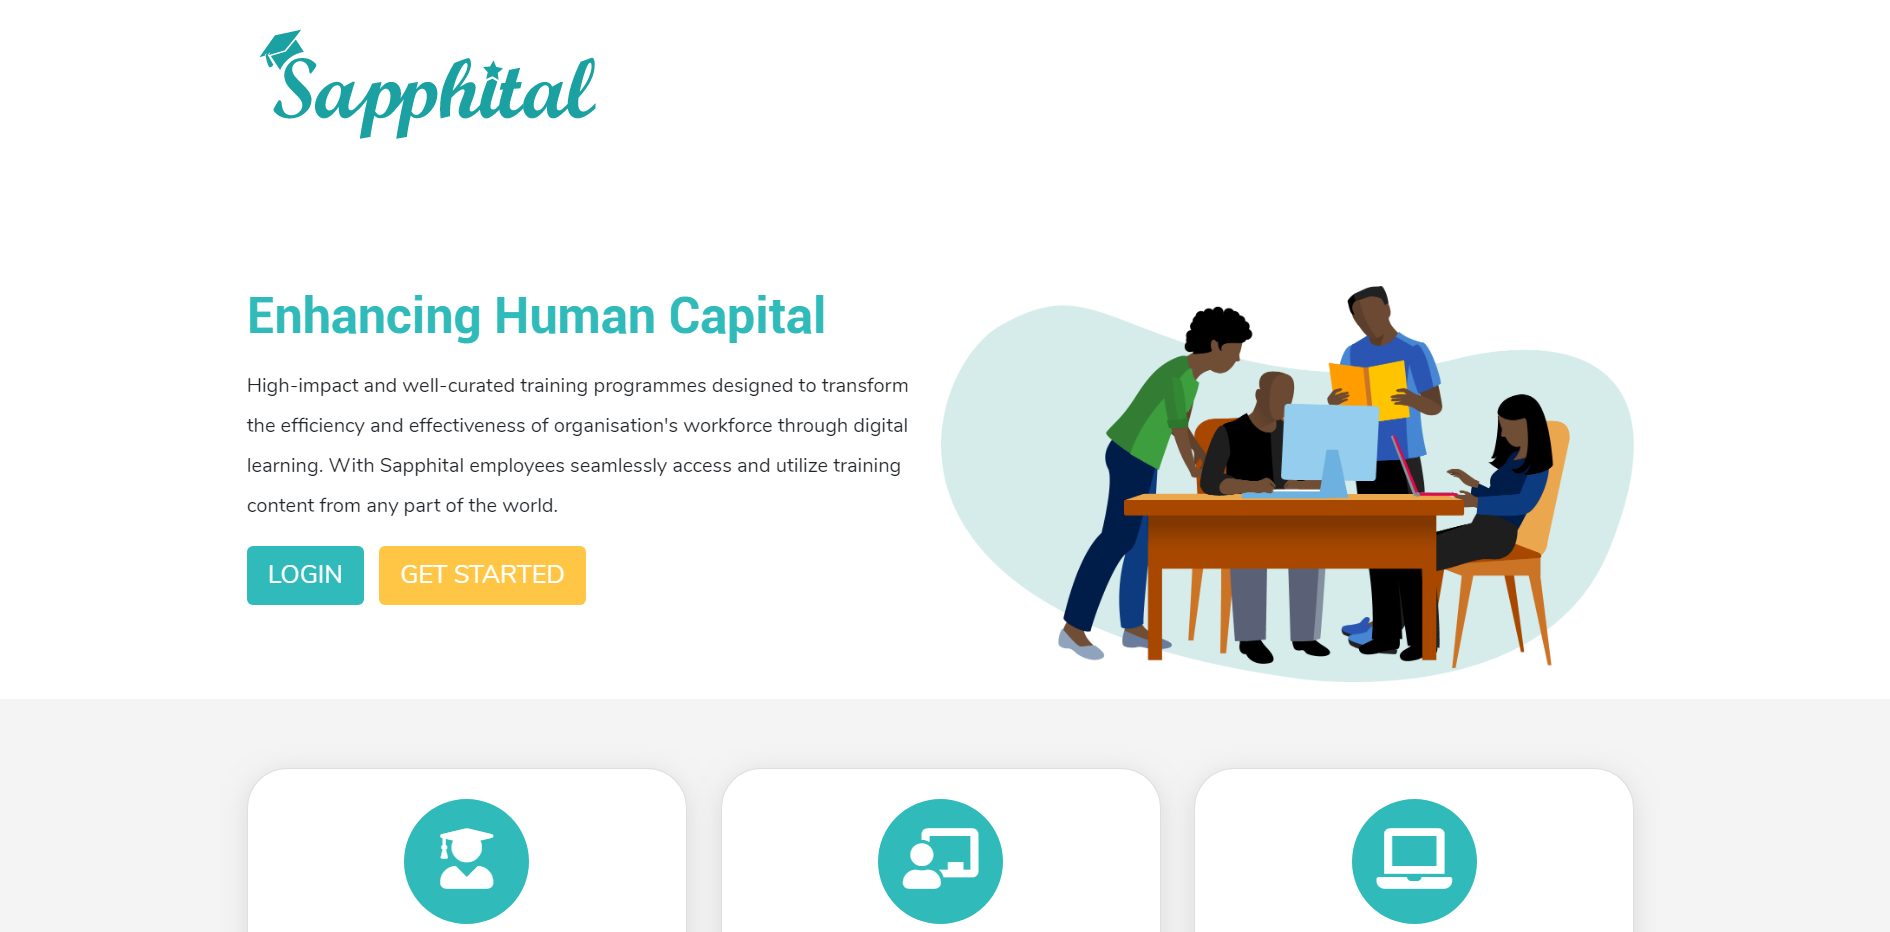 Sapphital
Enhancing Human Capital
High-impact and well-curated training programmes designed to transform
the efficiency and effectiveness of organisation's workforce through digital
learning. With Sapphital employees seamlessly access and utilize training
content from any part of the world.
LOGIN
GET STARTED